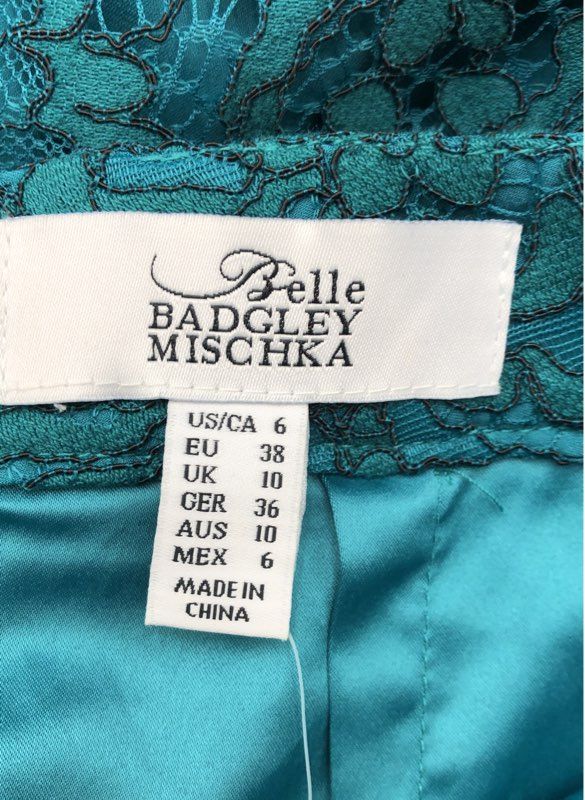 Belle
BADGLEY
MISCHKA
US/CA 6
EU 38
UK 10
GER 36
AUS 10
MEX 6
MADE IN
CHINA